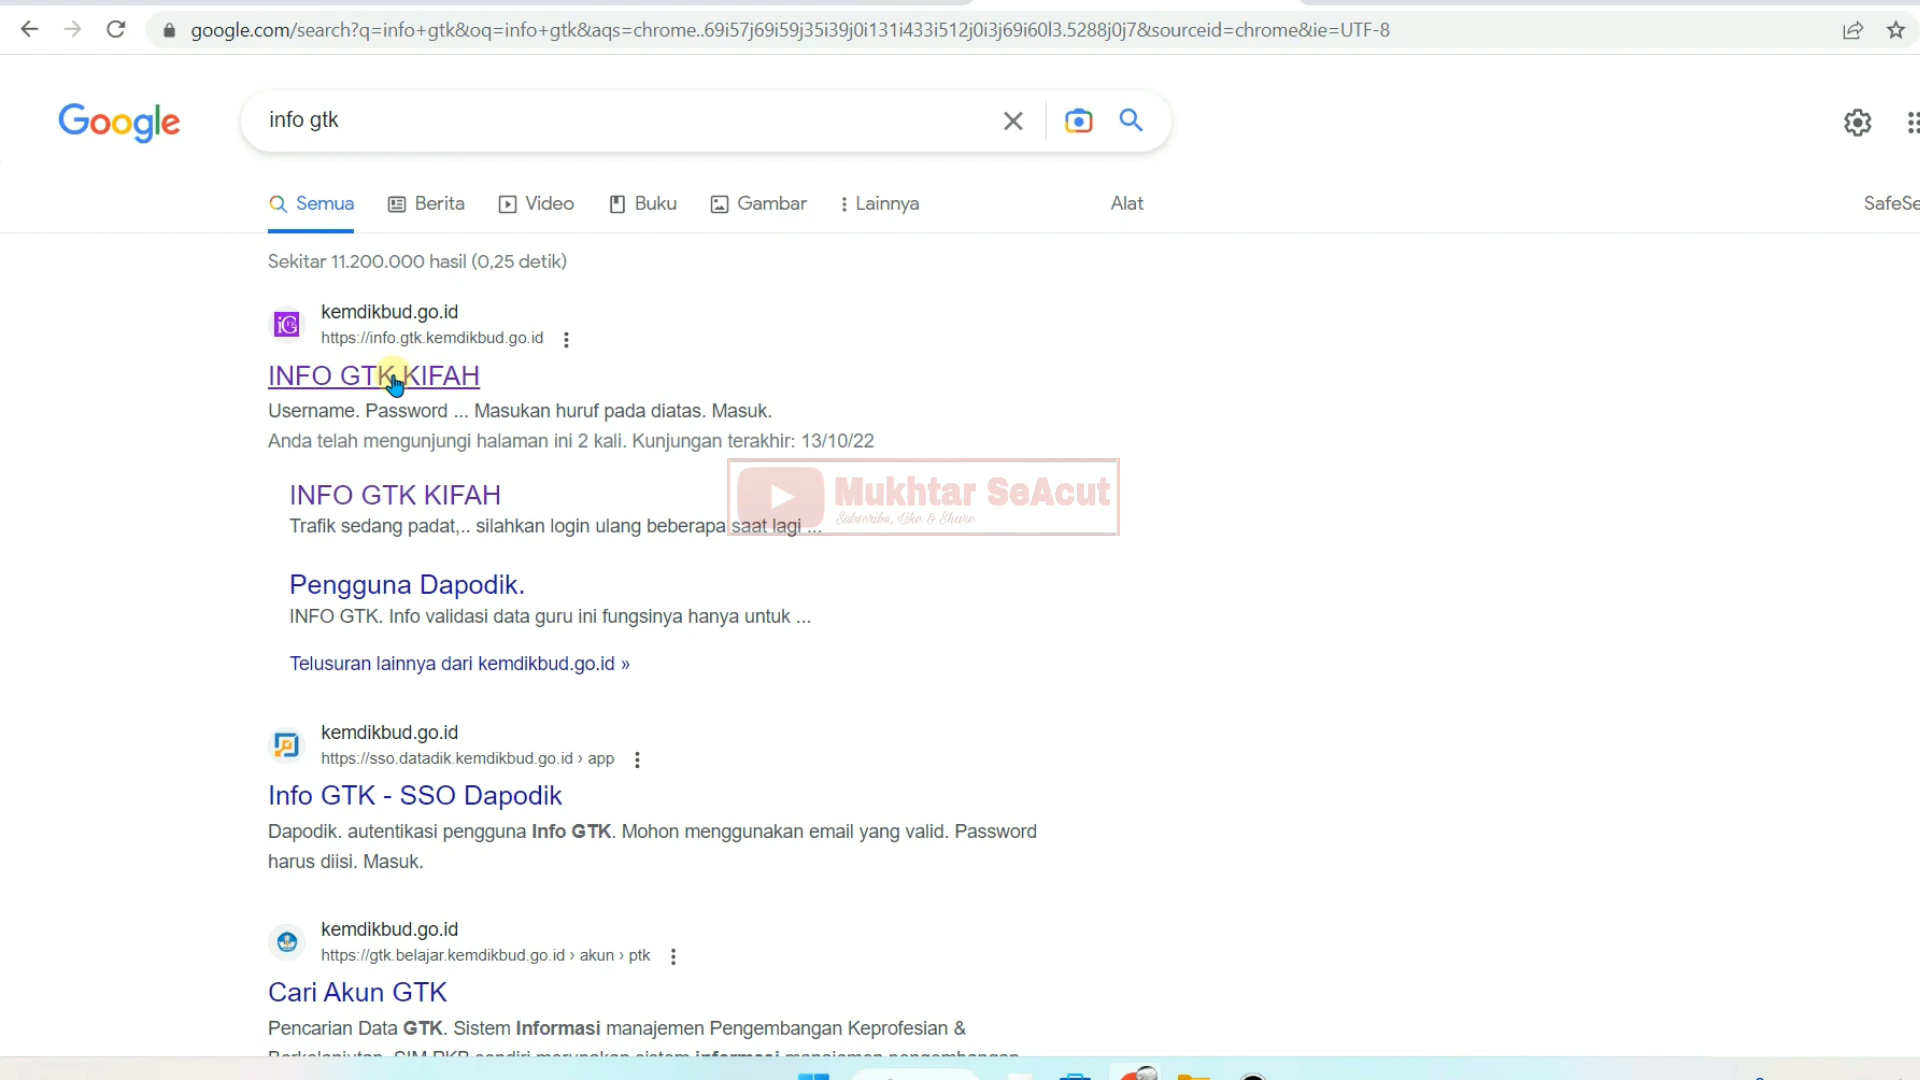 google.com/search?q=info+gtk&oq=info+gtk&aqs=chrome..69i57j69i59j35i39j0i131i433i512j0i3j69i60l3.5288j0j7&sourceid=chrome&ie=UTF-8
Google
info gtk
Semua Berita Video Buku Gambar Lainnya Alat SafeSe
Sekitar 11.200.000 hasil (0,25 detik)
kemdikbud.go.id
https://info.gtk.kemdikbud.go.id
INFO GTK KIFAH
Username. Password ... Masukan huruf pada diatas. Masuk.
Anda telah mengunjungi halaman ini 2 kali. Kunjungan terakhir: 13/10/22
INFO GTK KIFAH
Trafik sedang padat,.. silahkan login ulang beberapa saat lagi ...
Mukhtar SeAcut
Subscribe, Like & Share
Pengguna Dapodik.
INFO GTK. Info validasi data guru ini fungsinya hanya untuk ...
Telusuran lainnya dari kemdikbud.go.id »
kemdikbud.go.id
https://sso.datadik.kemdikbud.go.id › app
Info GTK - SSO Dapodik
Dapodik. autentikasi pengguna Info GTK. Mohon menggunakan email yang valid. Password
harus diisi. Masuk.
kemdikbud.go.id
https://gtk.belajar.kemdikbud.go.id › akun › ptk
Cari Akun GTK
Pencarian Data GTK. Sistem Informasi manajemen Pengembangan Keprofesian &